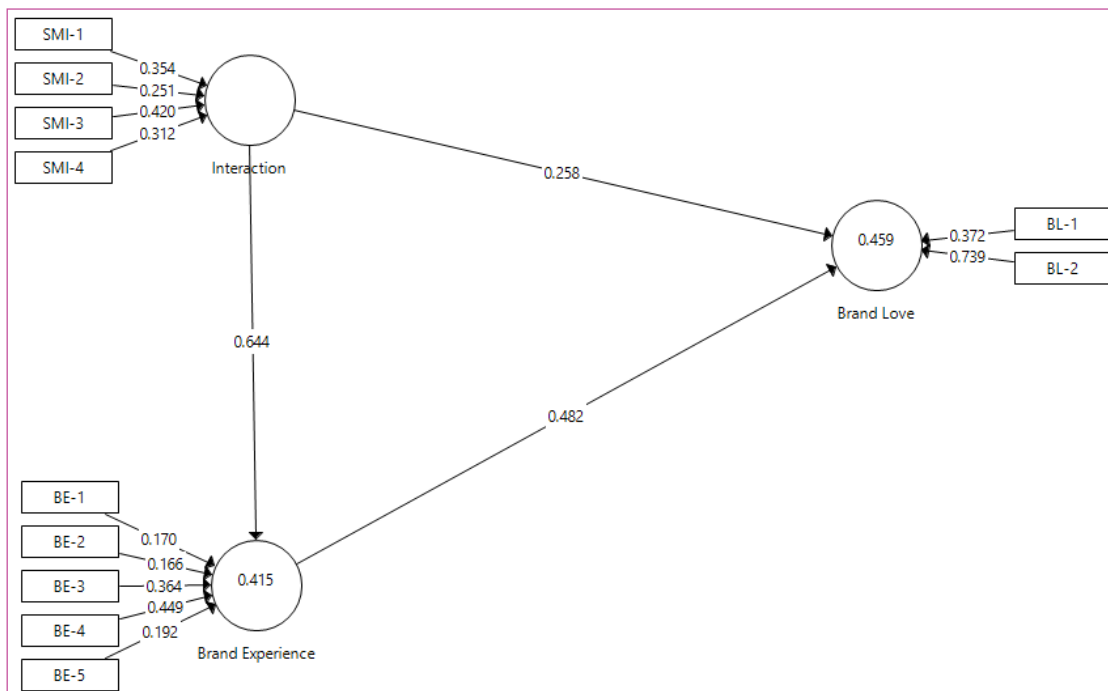 SMI-1
SMI-2
SMI-3
SMI-4
0.354
0.251
0.420
0.312
Interaction
0.258
0.459
Brand Love
0.372
0.739
BL-1
BL-2
0.644
0.482
BE-1
BE-2
BE-3
BE-4
BE-5
0.170
0.166
0.364
0.449
0.192
0.415
Brand Experience